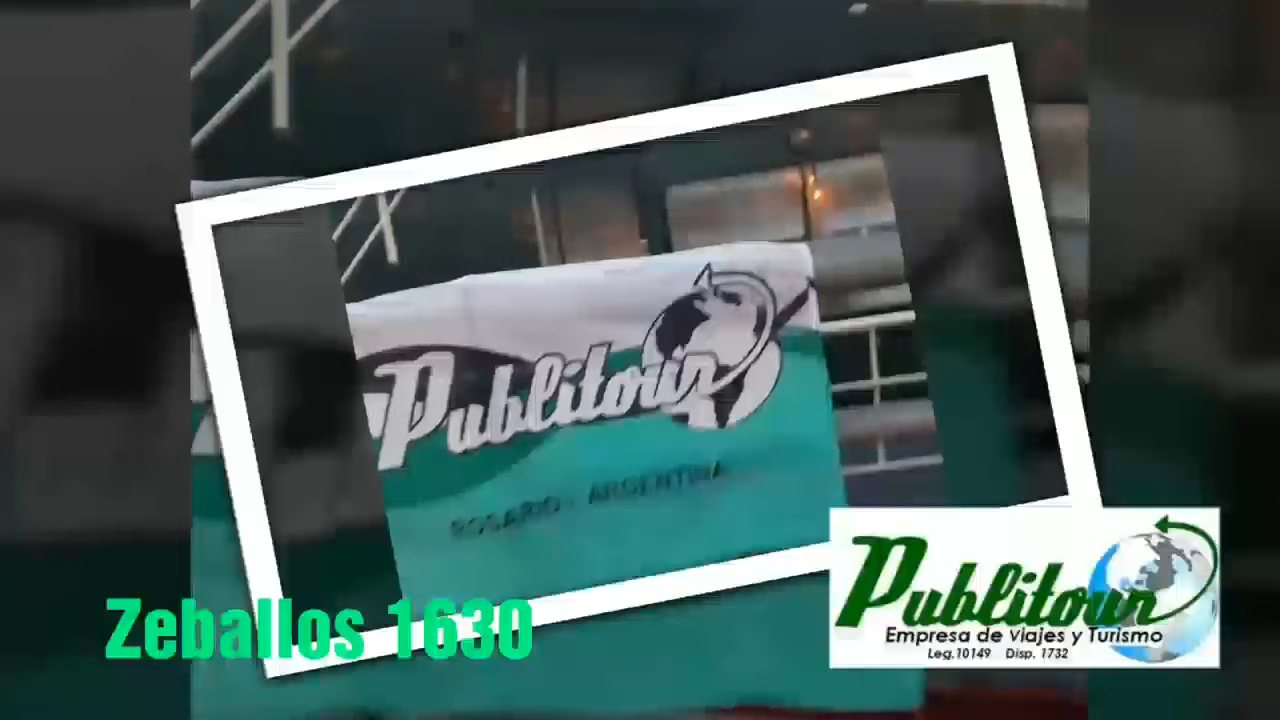 Publitour
ROSARIO - ARGENTINA
Zeballos 1630
Publitour
Empresa de Viajes y Turismo
Leg.10149 Disp. 1732